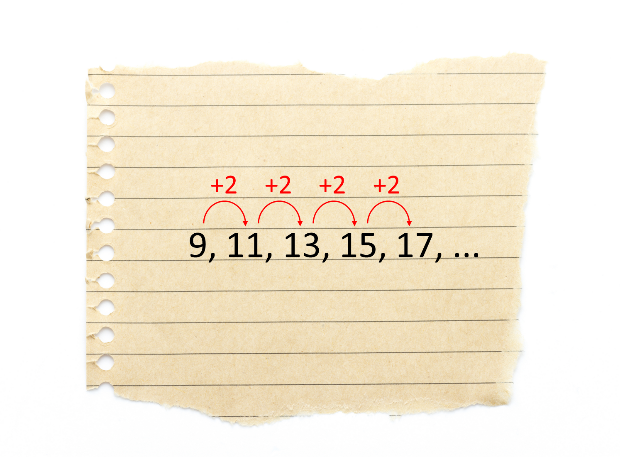 +2 +2 +2 +2
9, 11, 13, 15, 17, ...